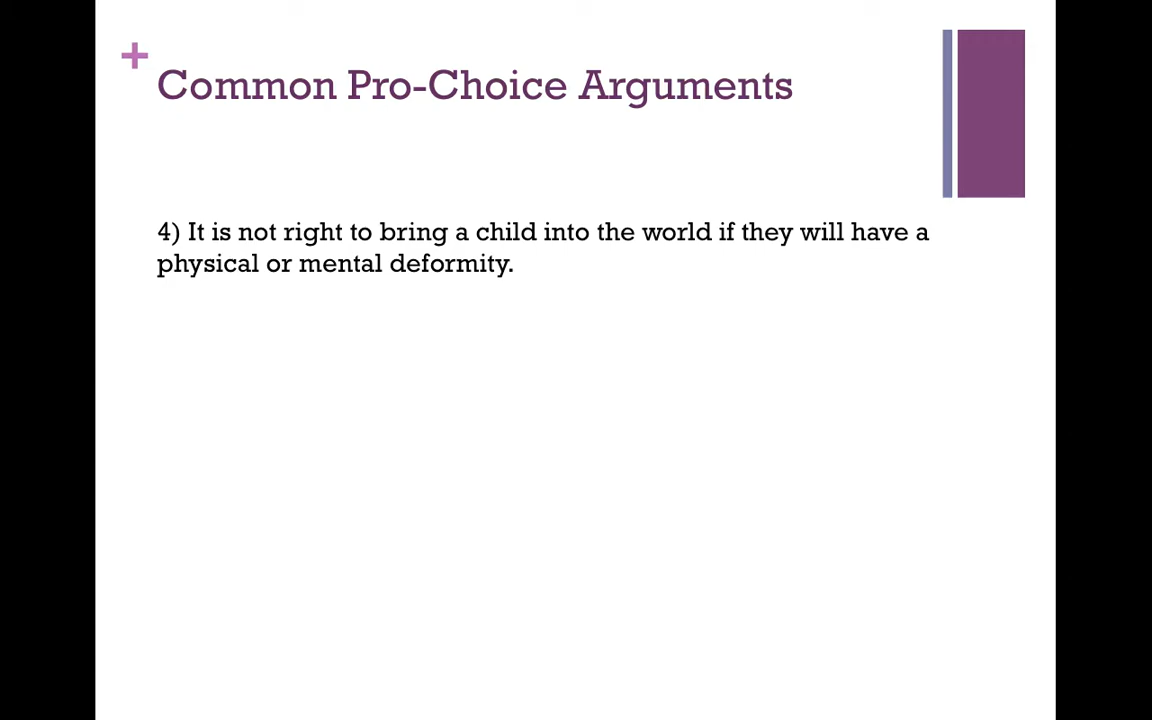 +
Common Pro-Choice Arguments
4) It is not right to bring a child into the world if they will have a
physical or mental deformity.